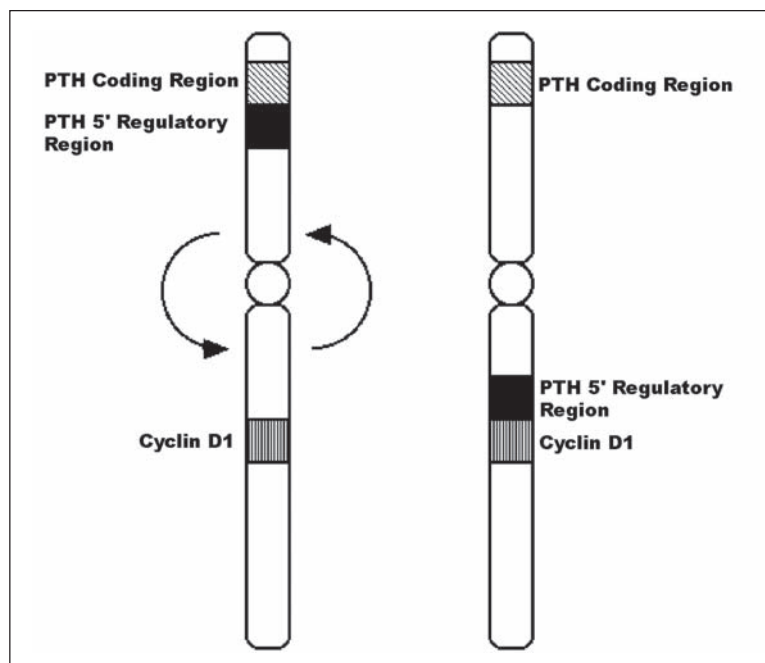 PTH Coding Region
PTH 5' Regulatory
Region
Cyclin D1
PTH Coding Region
PTH 5' Regulatory
Region
Cyclin D1